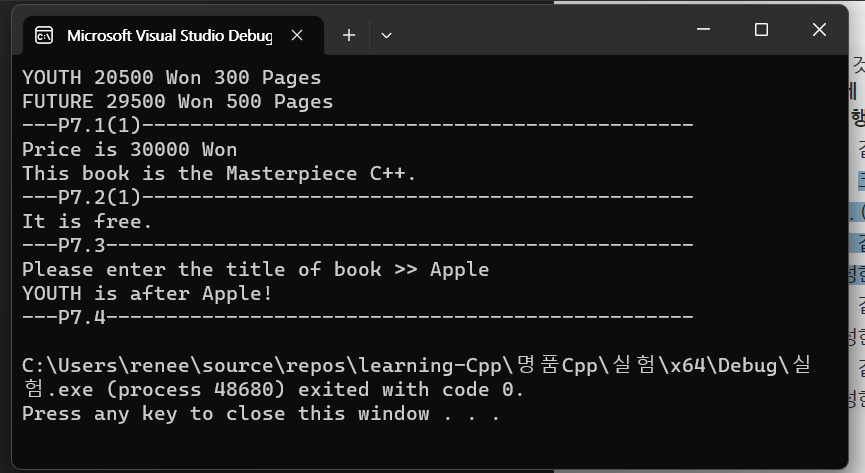 Microsoft Visual Studio Debug
YOUTH 20500 Won 300 Pages
FUTURE 29500 Won 500 Pages
---P7.1(1)----------------------------------------------
Price is 30000 Won
This book is the Masterpiece C++.
---P7.2(1)----------------------------------------------
It is free.
---P7.3-------------------------------------------------
Please enter the title of book >> Apple
YOUTH is after Apple!
---P7.4-------------------------------------------------
C:\Users\renee\source\repos\learning-Cpp\명품Cpp\실험\x64\Debug\실
험.exe (process 48680) exited with code 0.
Press any key to close this window . . .